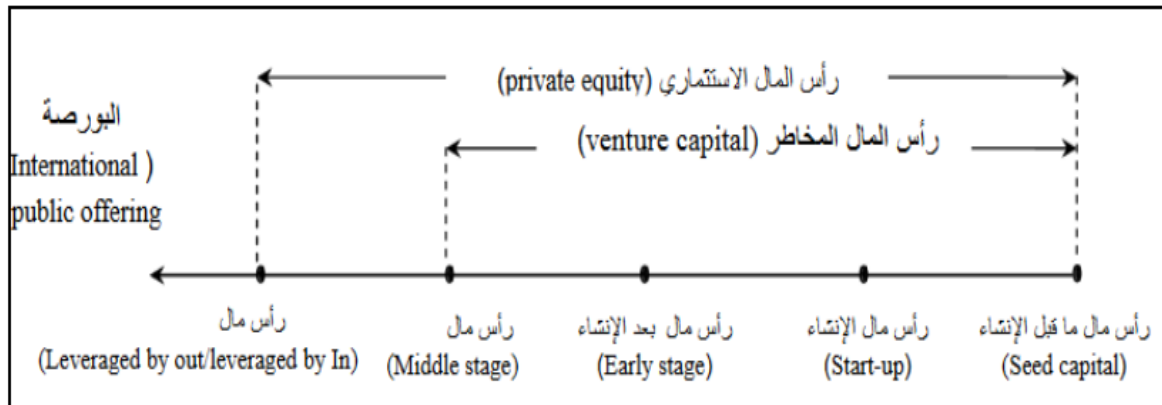 رأس المال الاستثماري (private equity)
رأس المال المخاطر (venture capital)
البورصة
International )
public offering
رأس مال ما قبل الإنشاء
(Seed capital)
رأس مال الإنشاء
(Start-up)
رأس مال بعد الإنشاء
(Early stage)
رأس مال
(Middle stage)
رأس مال
(Leveraged by out/leveraged by In)